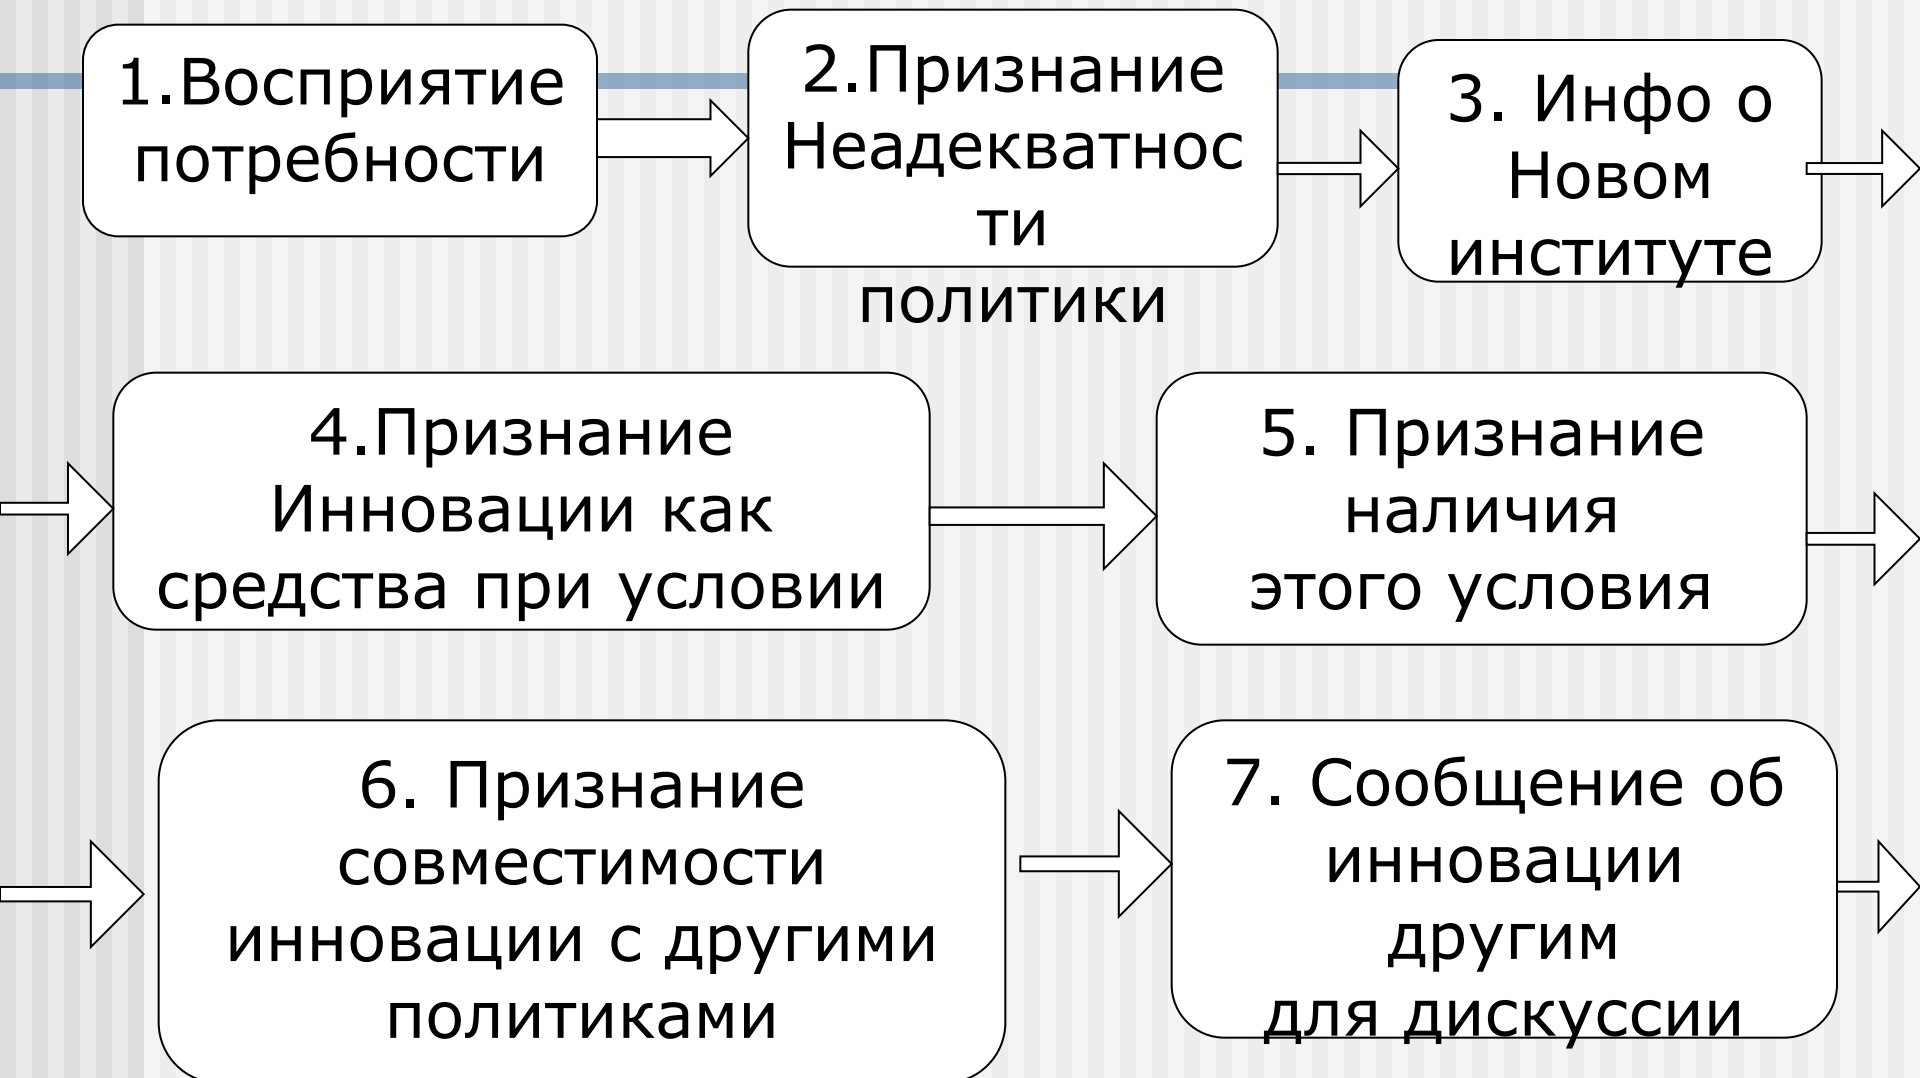 1.Восприятие
потребности
2.Признание
Неадекватнос
ти
политики
3. Инфо о
Новом
институте
4.Признание
Инновации как
средства при условии
5. Признание
наличия
этого условия
6. Признание
совместимости
инновации с другими
политиками
7. Сообщение об
инновации
другим
для дискуссии